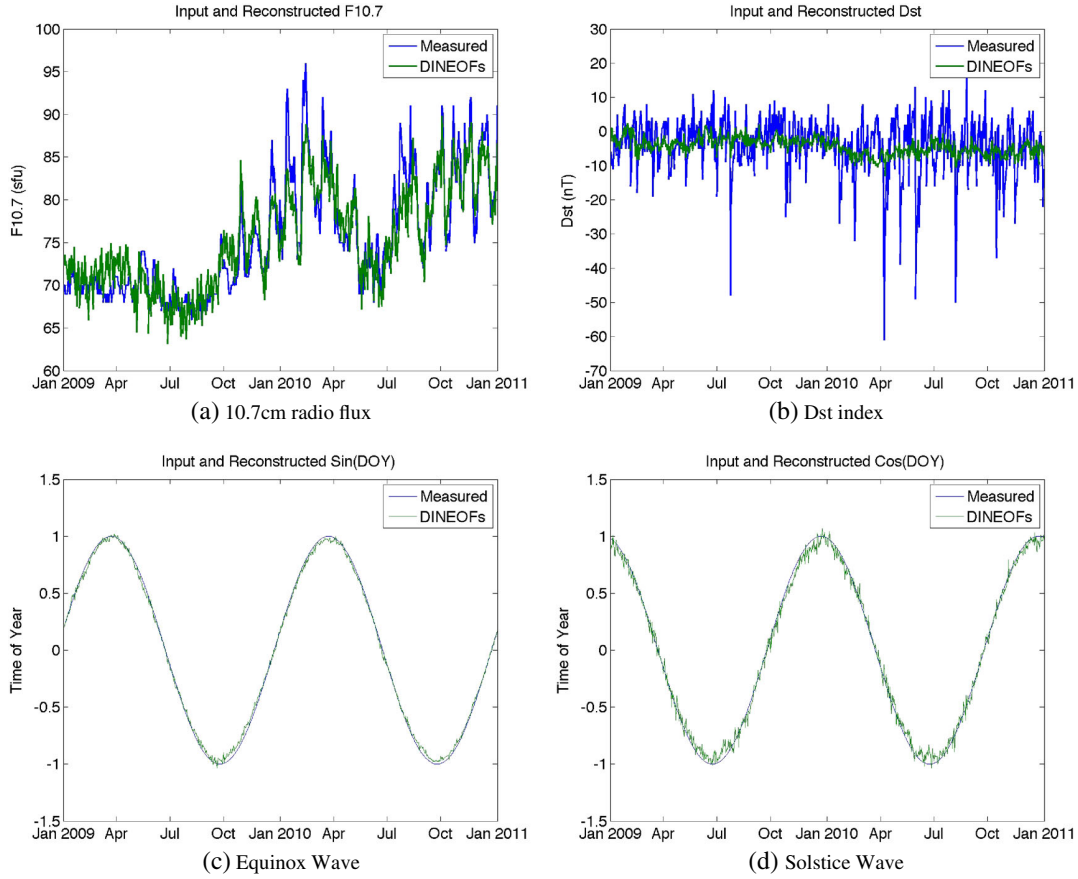 Input and Reconstructed F10.7
100
95
90
85
80
75
70
65
60
F10.7 (sfu)
Measured
DINEOFs
Jan 2009 Apr Jul Oct Jan 2010 Apr Jul Oct Jan 2011
(a) 10.7cm radio flux
Input and Reconstructed Dst
30
20
10
0
-10
-20
-30
-40
-50
-60
-70
Dst (nT)
Measured
DINEOFs
Jan 2009 Apr Jul Oct Jan 2010 Apr Jul Oct Jan 2011
(b) Dst index
Input and Reconstructed Sin(DOY)
1.5
1
0.5
0
-0.5
-1
-1.5
Time of Year
Measured
DINEOFs
Jan 2009 Apr Jul Oct Jan 2010 Apr Jul Oct Jan 2011
(c) Equinox Wave
Input and Reconstructed Cos(DOY)
1.5
1
0.5
0
-0.5
-1
-1.5
Time of Year
Measured
DINEOFs
Jan 2009 Apr Jul Oct Jan 2010 Apr Jul Oct Jan 2011
(d) Solstice Wave